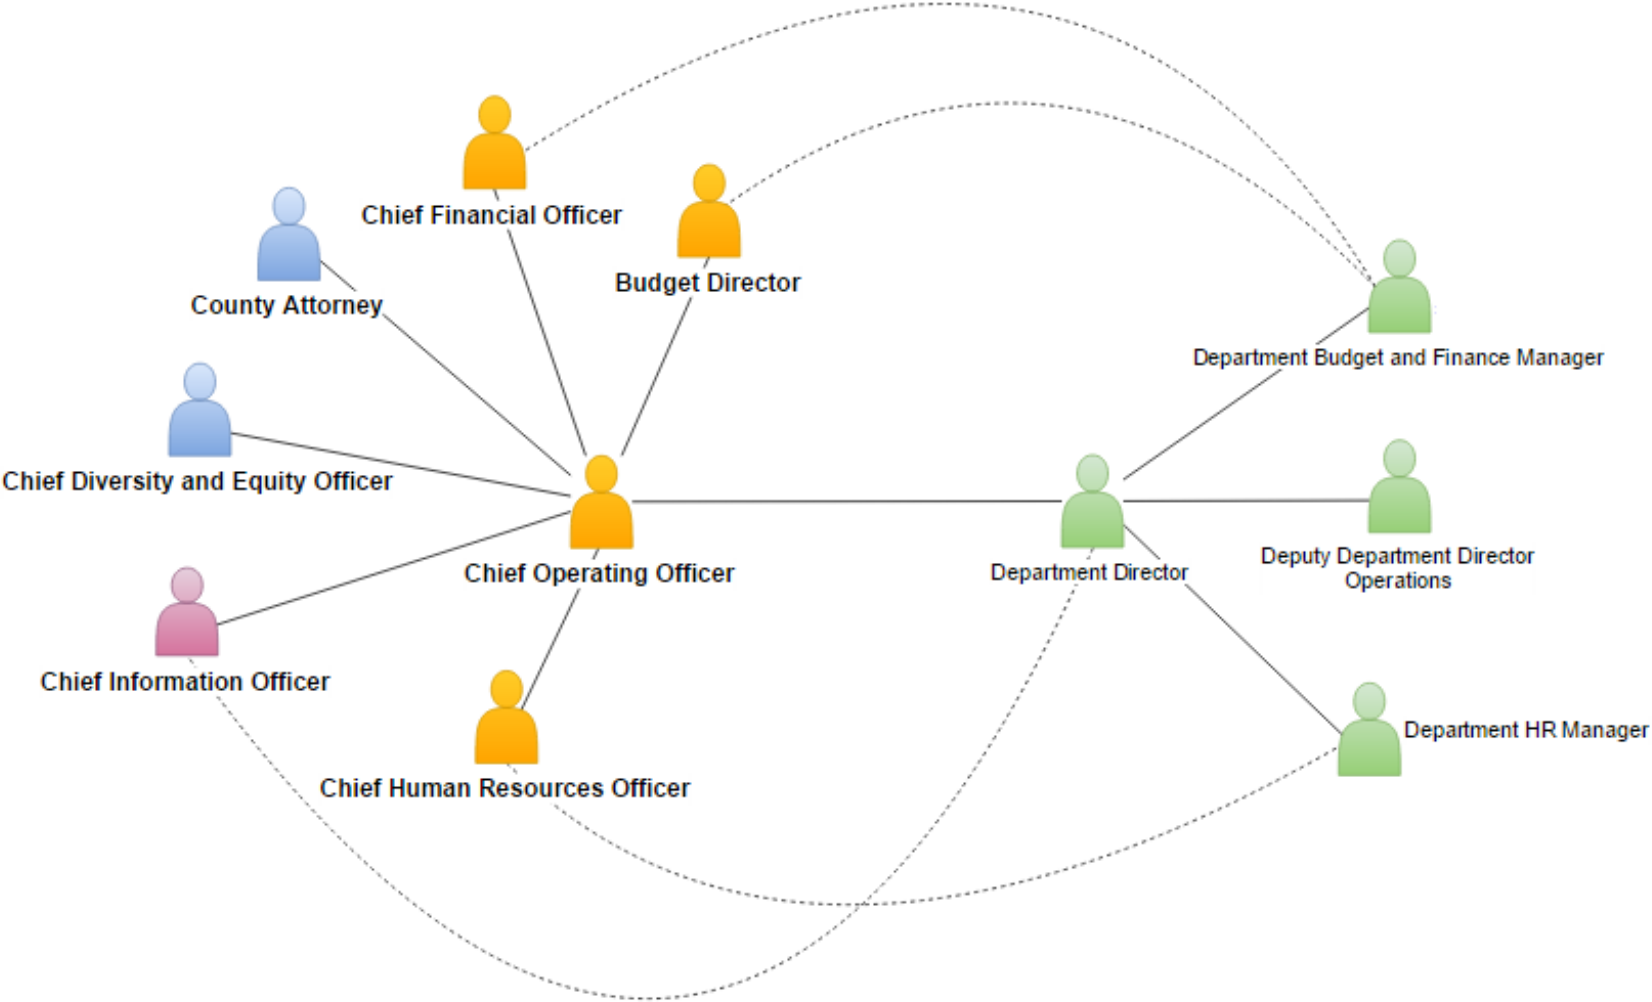 Chief Financial Officer
Budget Director
County Attorney
Department Budget and Finance Manager
Chief Diversity and Equity Officer
Chief Operating Officer
Department Director
Deputy Department Director
Operations
Chief Information Officer
Department HR Manager
Chief Human Resources Officer